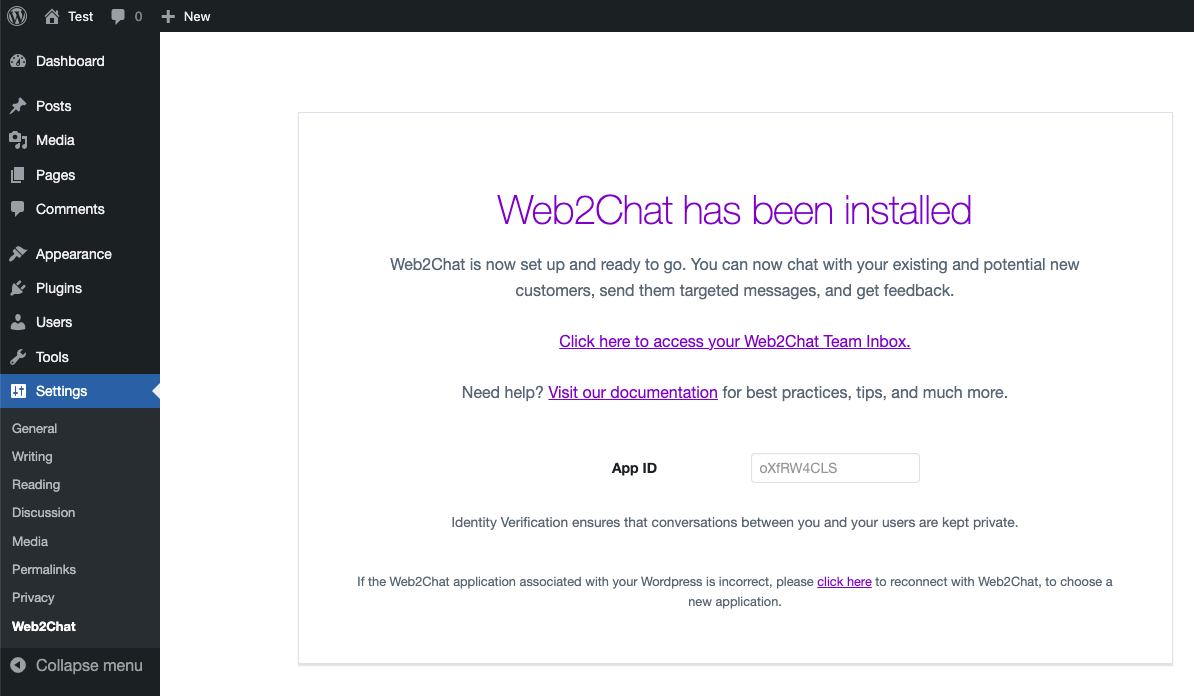 Test 0 New
Dashboard
Posts
Media
Pages
Comments
Appearance
Plugins
Users
Tools
Settings
General
Writing
Reading
Discussion
Media
Permalinks
Privacy
Web2Chat
Collapse menu
Web2Chat has been installed
Web2Chat is now set up and ready to go. You can now chat with your existing and potential new
customers, send them targeted messages, and get feedback.
Click here to access your Web2Chat Team Inbox.
Need help? Visit our documentation for best practices, tips, and much more.
App ID oXfRW4CLS
Identity Verification ensures that conversations between you and your users are kept private.
If the Web2Chat application associated with your Wordpress is incorrect, please click here to reconnect with Web2Chat, to choose a
new application.